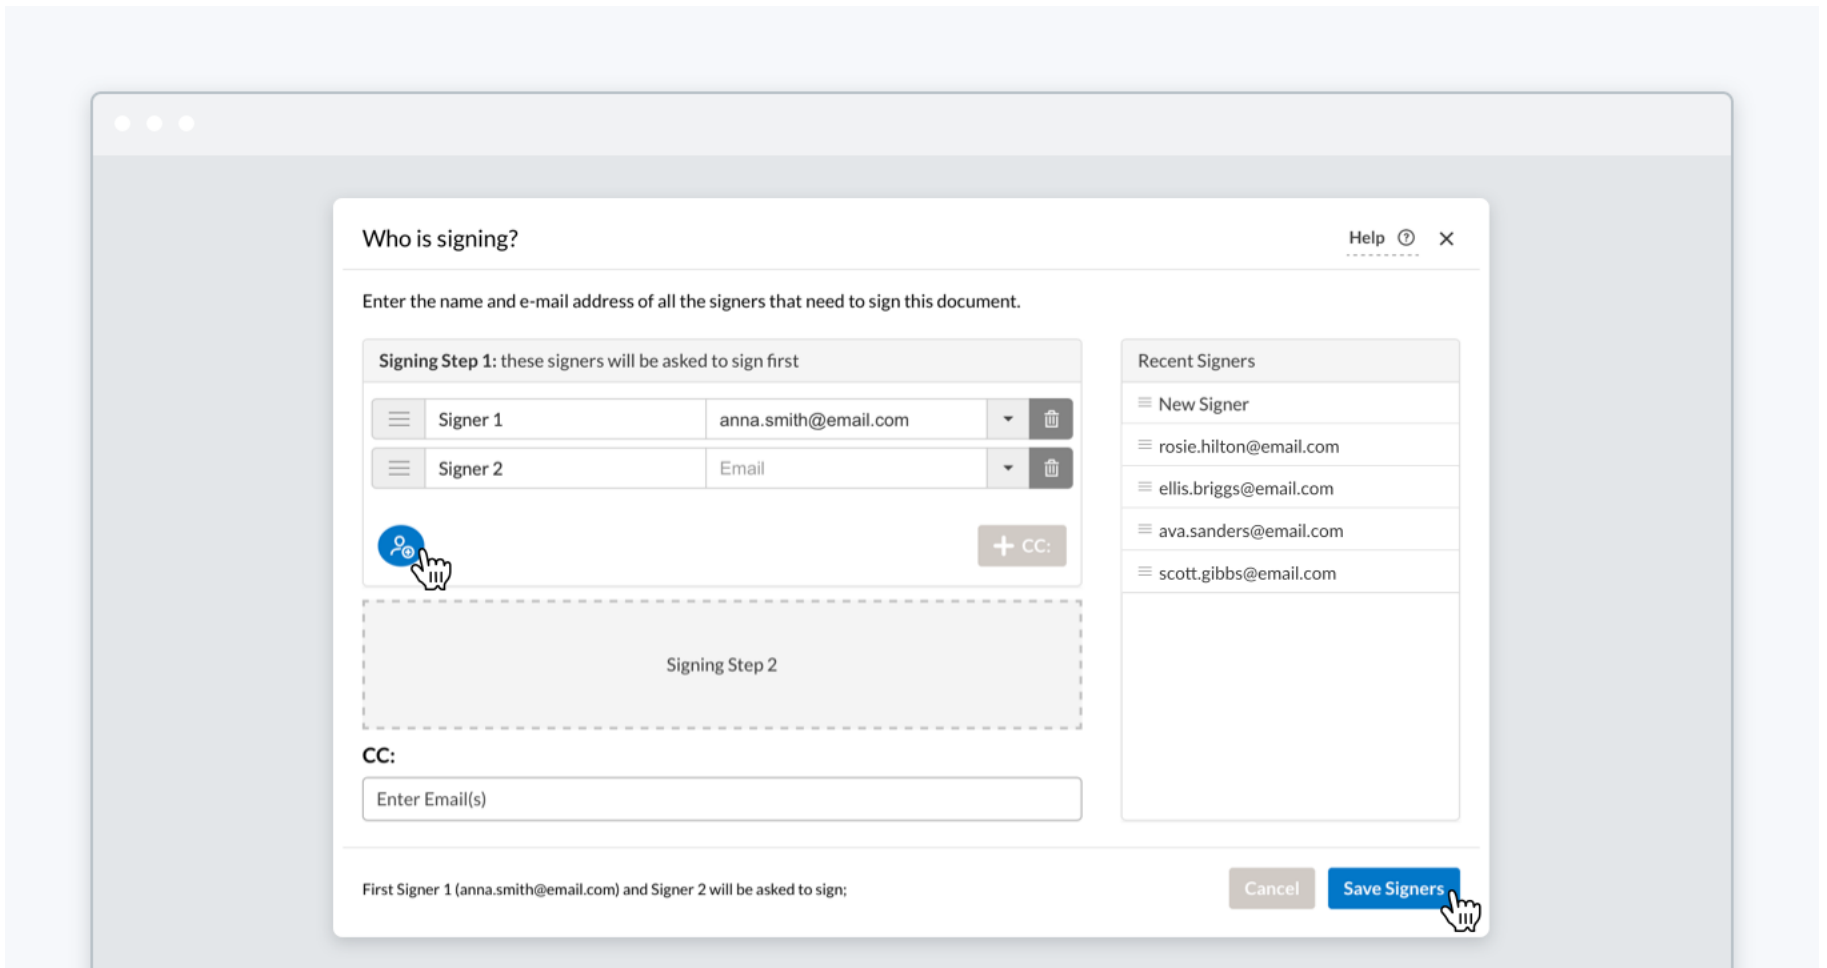 Who is signing?
Help
Enter the name and e-mail address of all the signers that need to sign this document.
Signing Step 1: these signers will be asked to sign first
Signer 1
anna.smith@email.com
Signer 2
Email
+ CC:
Signing Step 2
CC:
Enter Email(s)
Recent Signers
New Signer
rosie.hilton@email.com
ellis.briggs@email.com
ava.sanders@email.com
scott.gibbs@email.com
First Signer 1 (anna.smith@email.com) and Signer 2 will be asked to sign;
Cancel
Save Signers